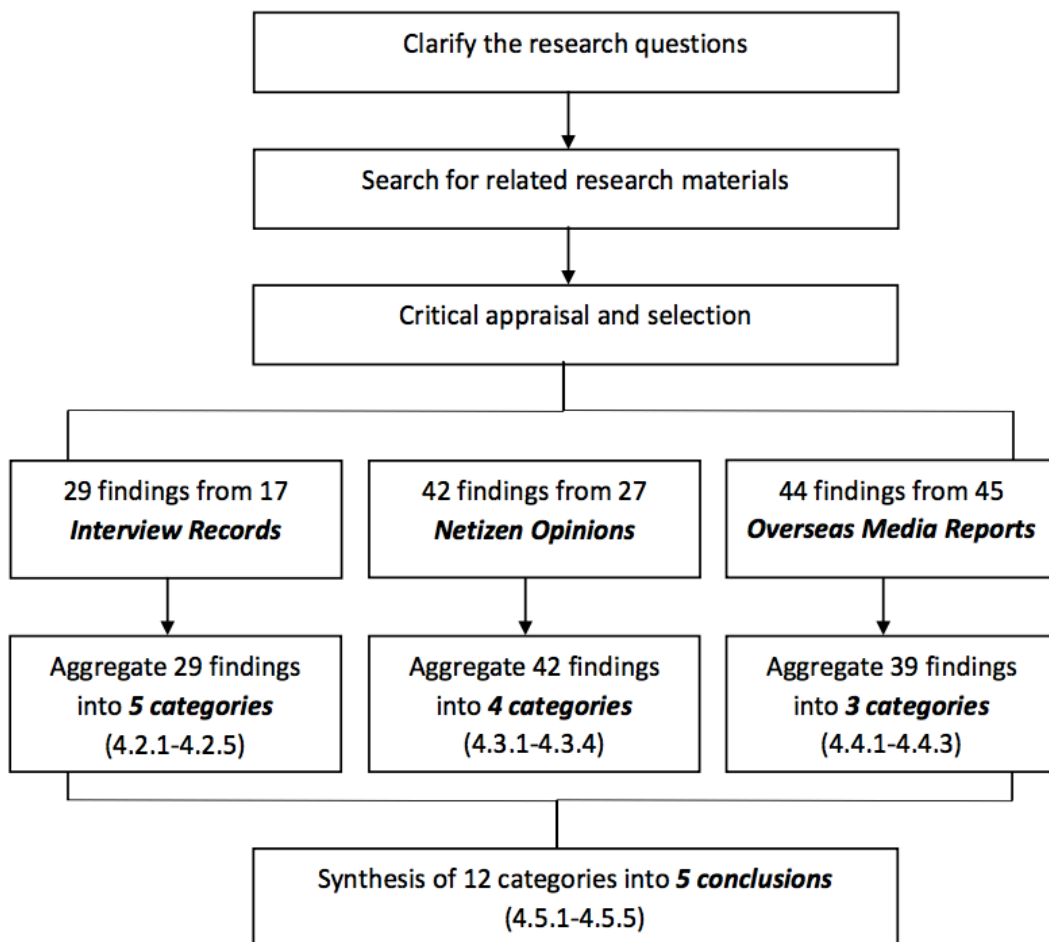 Clarify the research questions
Search for related research materials
Critical appraisal and selection
29 findings from 17
Interview Records
42 findings from 27
Netizen Opinions
44 findings from 45
Overseas Media Reports
Aggregate 29 findings
into 5 categories
(4.2.1-4.2.5)
Aggregate 42 findings
into 4 categories
(4.3.1-4.3.4)
Aggregate 39 findings
into 3 categories
(4.4.1-4.4.3)
Synthesis of 12 categories into 5 conclusions
(4.5.1-4.5.5)